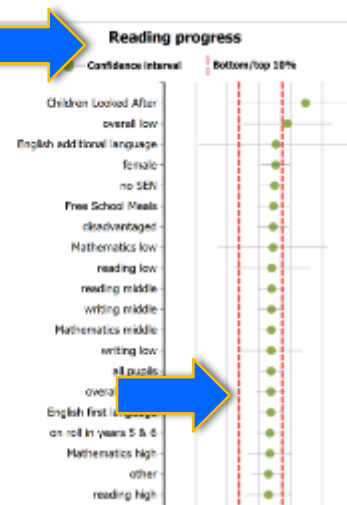 Reading progress
Confidence interval Bottom/top 10%
Children Looked After
overall low
English additional language
female
no SEN
Free School Meals
disadvantaged
Mathematics low
reading low
reading middle
writing middle
Mathematics middle
writing low
all pupils
English first
on roll in years 5 & 6
Mathematics high
other
reading high